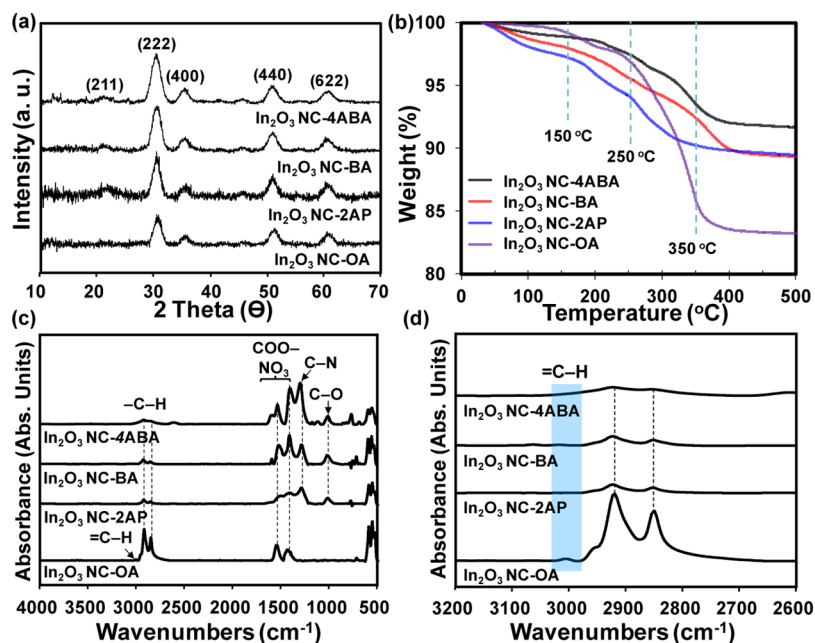 (a)
Intensity (a. u.)
(211)
(222)
(400)
(440)
(622)
In₂O₃ NC-4ABA
In₂O₃ NC-BA
In₂O₃ NC-2AP
In₂O₃ NC-OA
10 20 30 40 50 60 70
2 Theta (Θ)
(b)
Weight (%)
100
95
90
85
80
150 °C
250 °C
350 °C
In₂O₃ NC-4ABA
In₂O₃ NC-BA
In₂O₃ NC-2AP
In₂O₃ NC-OA
0 100 200 300 400 500
Temperature (°C)
(c)
Absorbance (Abs. Units)
COO–
NO₃
C–N
C–O
–C–H
In₂O₃ NC-4ABA
In₂O₃ NC-BA
In₂O₃ NC-2AP
=C–H
In₂O₃ NC-OA
4000 3500 3000 2500 2000 1500 1000 500
Wavenumbers (cm⁻¹)
(d)
Absorbance (Abs. Units)
=C–H
In₂O₃ NC-4ABA
In₂O₃ NC-BA
In₂O₃ NC-2AP
In₂O₃ NC-OA
3200 3100 3000 2900 2800 2700 2600
Wavenumbers (cm⁻¹)